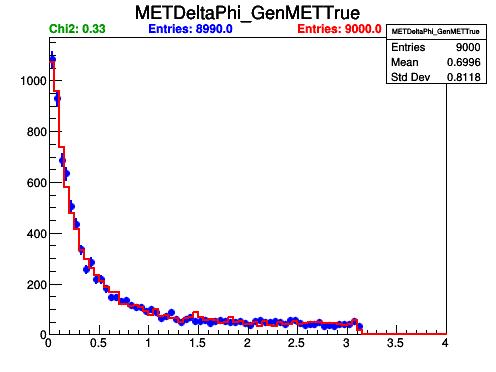 METDeltaPhi_GenMETTrue
Chi2: 0.33 Entries: 8990.0 Entries: 9000.0
METDeltaPhi_GenMETTrue
Entries 9000
Mean 0.6996
Std Dev 0.8118
1000
800
600
400
200
0
0 0.5 1 1.5 2 2.5 3 3.5 4